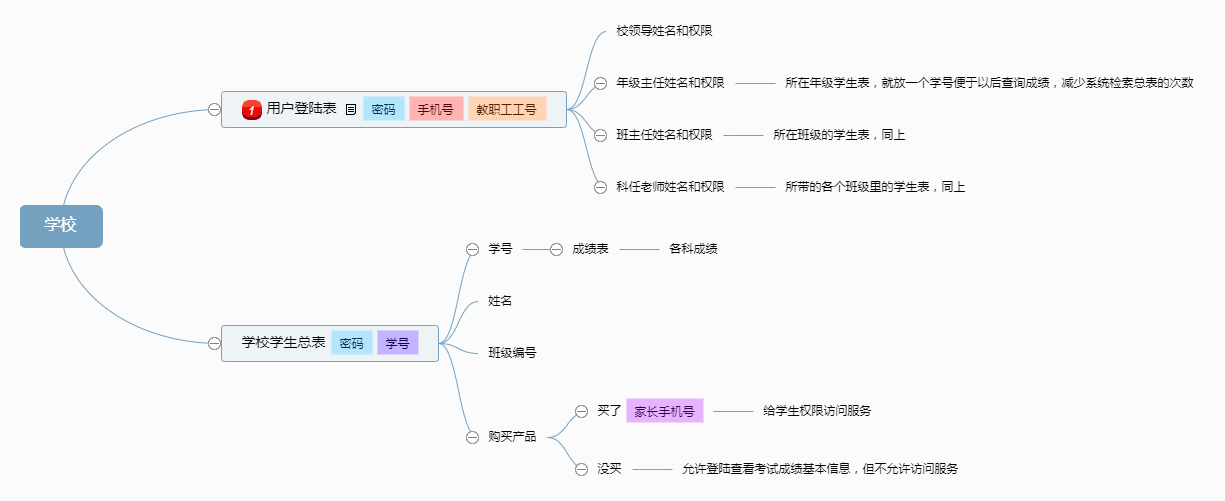 学校
1 用户登陆表 密码 手机号 教职工工号
校领导姓名和权限
年级主任姓名和权限 所在年级学生表，就放一个学号便于以后查询成绩，减少系统检索总表的次数
班主任姓名和权限 所在班级的学生表，同上
科任老师姓名和权限 所带的各个班级里的学生表，同上
学校学生总表 密码 学号
学号 成绩表 各科成绩
姓名
班级编号
购买产品
买了 家长手机号 给学生权限访问服务
没买 允许登陆查看考试成绩基本信息，但不允许访问服务